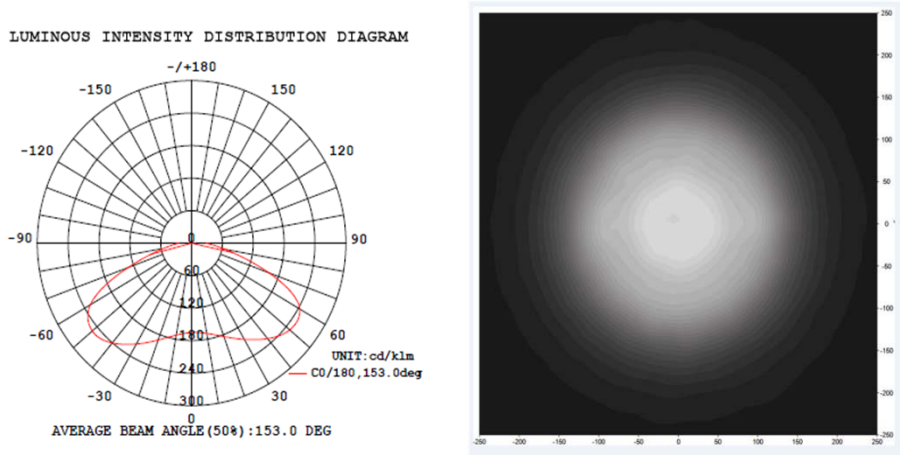 LUMINOUS INTENSITY DISTRIBUTION DIAGRAM
-/+180
-150 150
-120 120
-90 0 90
60
120
-60 180 60
UNIT:cd/klm
240
C0/180,153.0deg
-30 300 30
0
AVERAGE BEAM ANGLE(50%):153.0 DEG
250
200
150
100
50
0
-50
-100
-150
-200
-250
-250 -200 -150 -100 -50 0 50 100 150 200 250